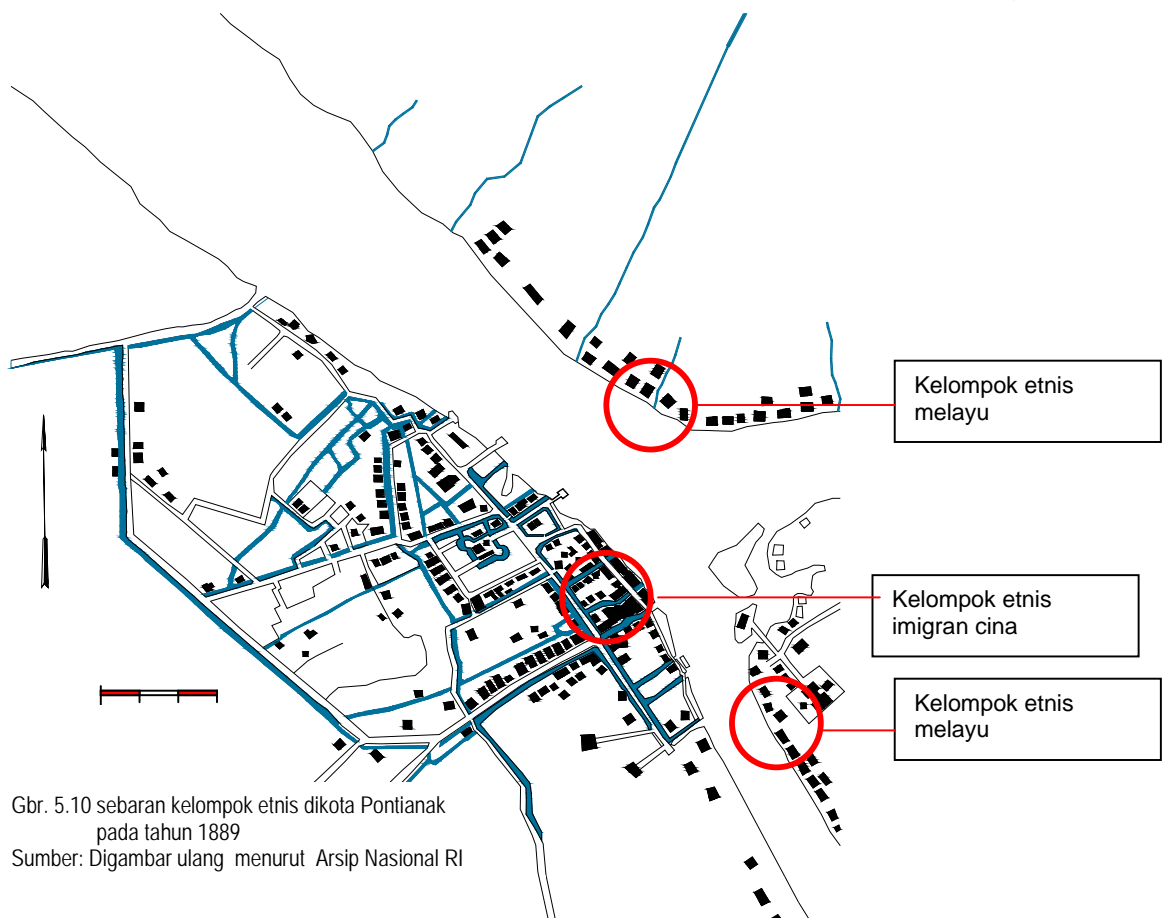 Kelompok etnis
melayu
Kelompok etnis
imigran cina
Kelompok etnis
melayu
Gbr. 5.10 sebaran kelompok etnis dikota Pontianak
pada tahun 1889
Sumber: Digambar ulang menurut Arsip Nasional RI